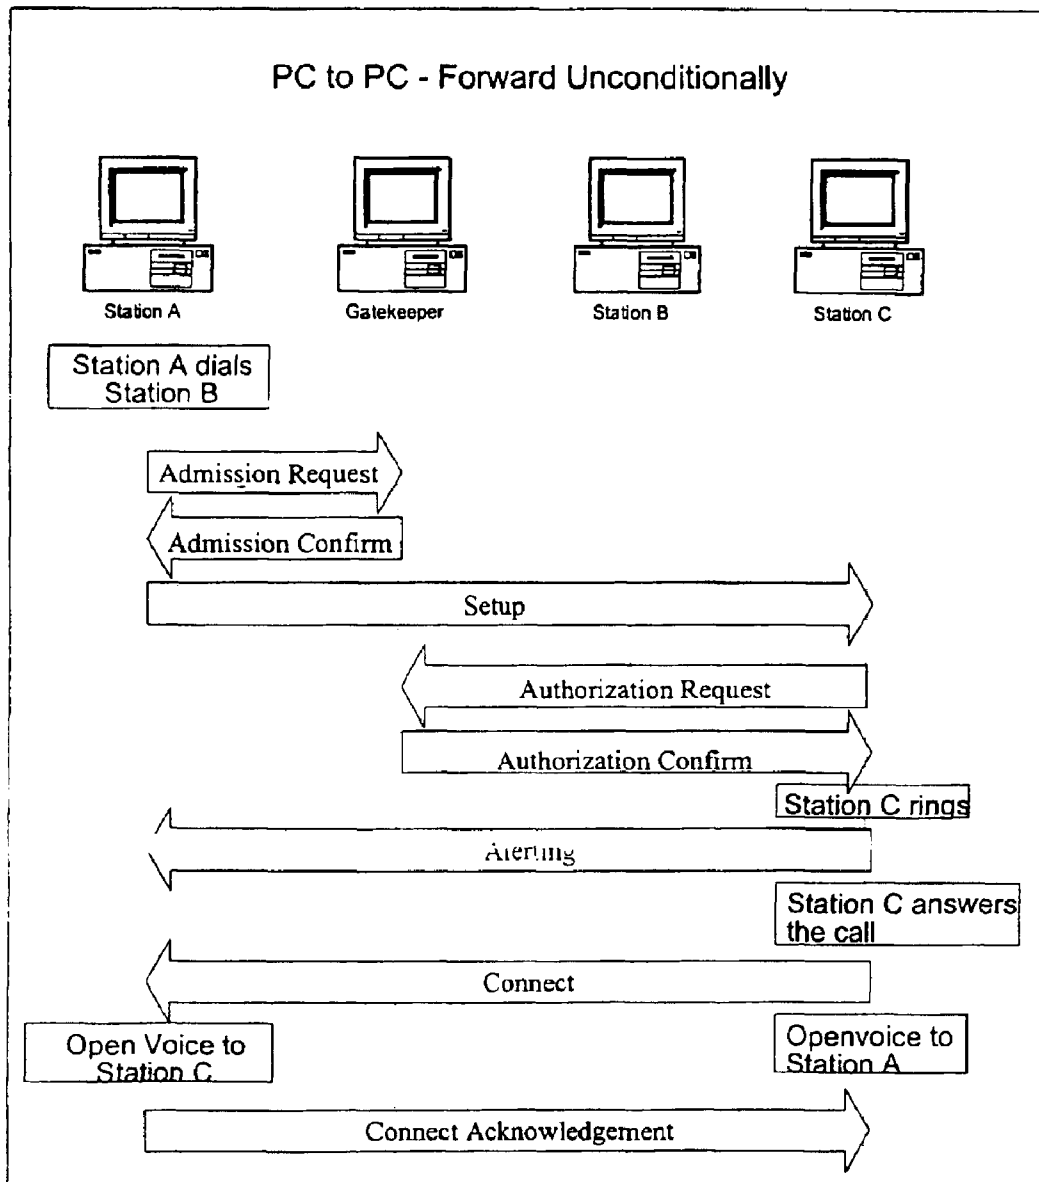 PC to PC - Forward Unconditionally
Station A
Gatekeeper
Station B
Station C
Station A dials
Station B
Admission Request
Admission Confirm
Setup
Authorization Request
Authorization Confirm
Station C rings
Alerting
Station C answers
the call
Connect
Open Voice to
Station C
Openvoice to
Station A
Connect Acknowledgement